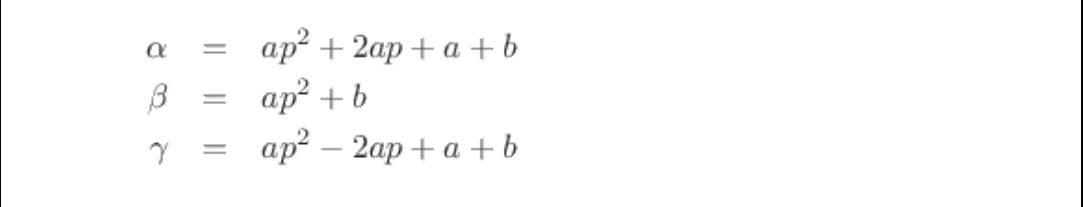 α = ap² + 2ap + a + b
β = ap² + b
γ = ap² − 2ap + a + b